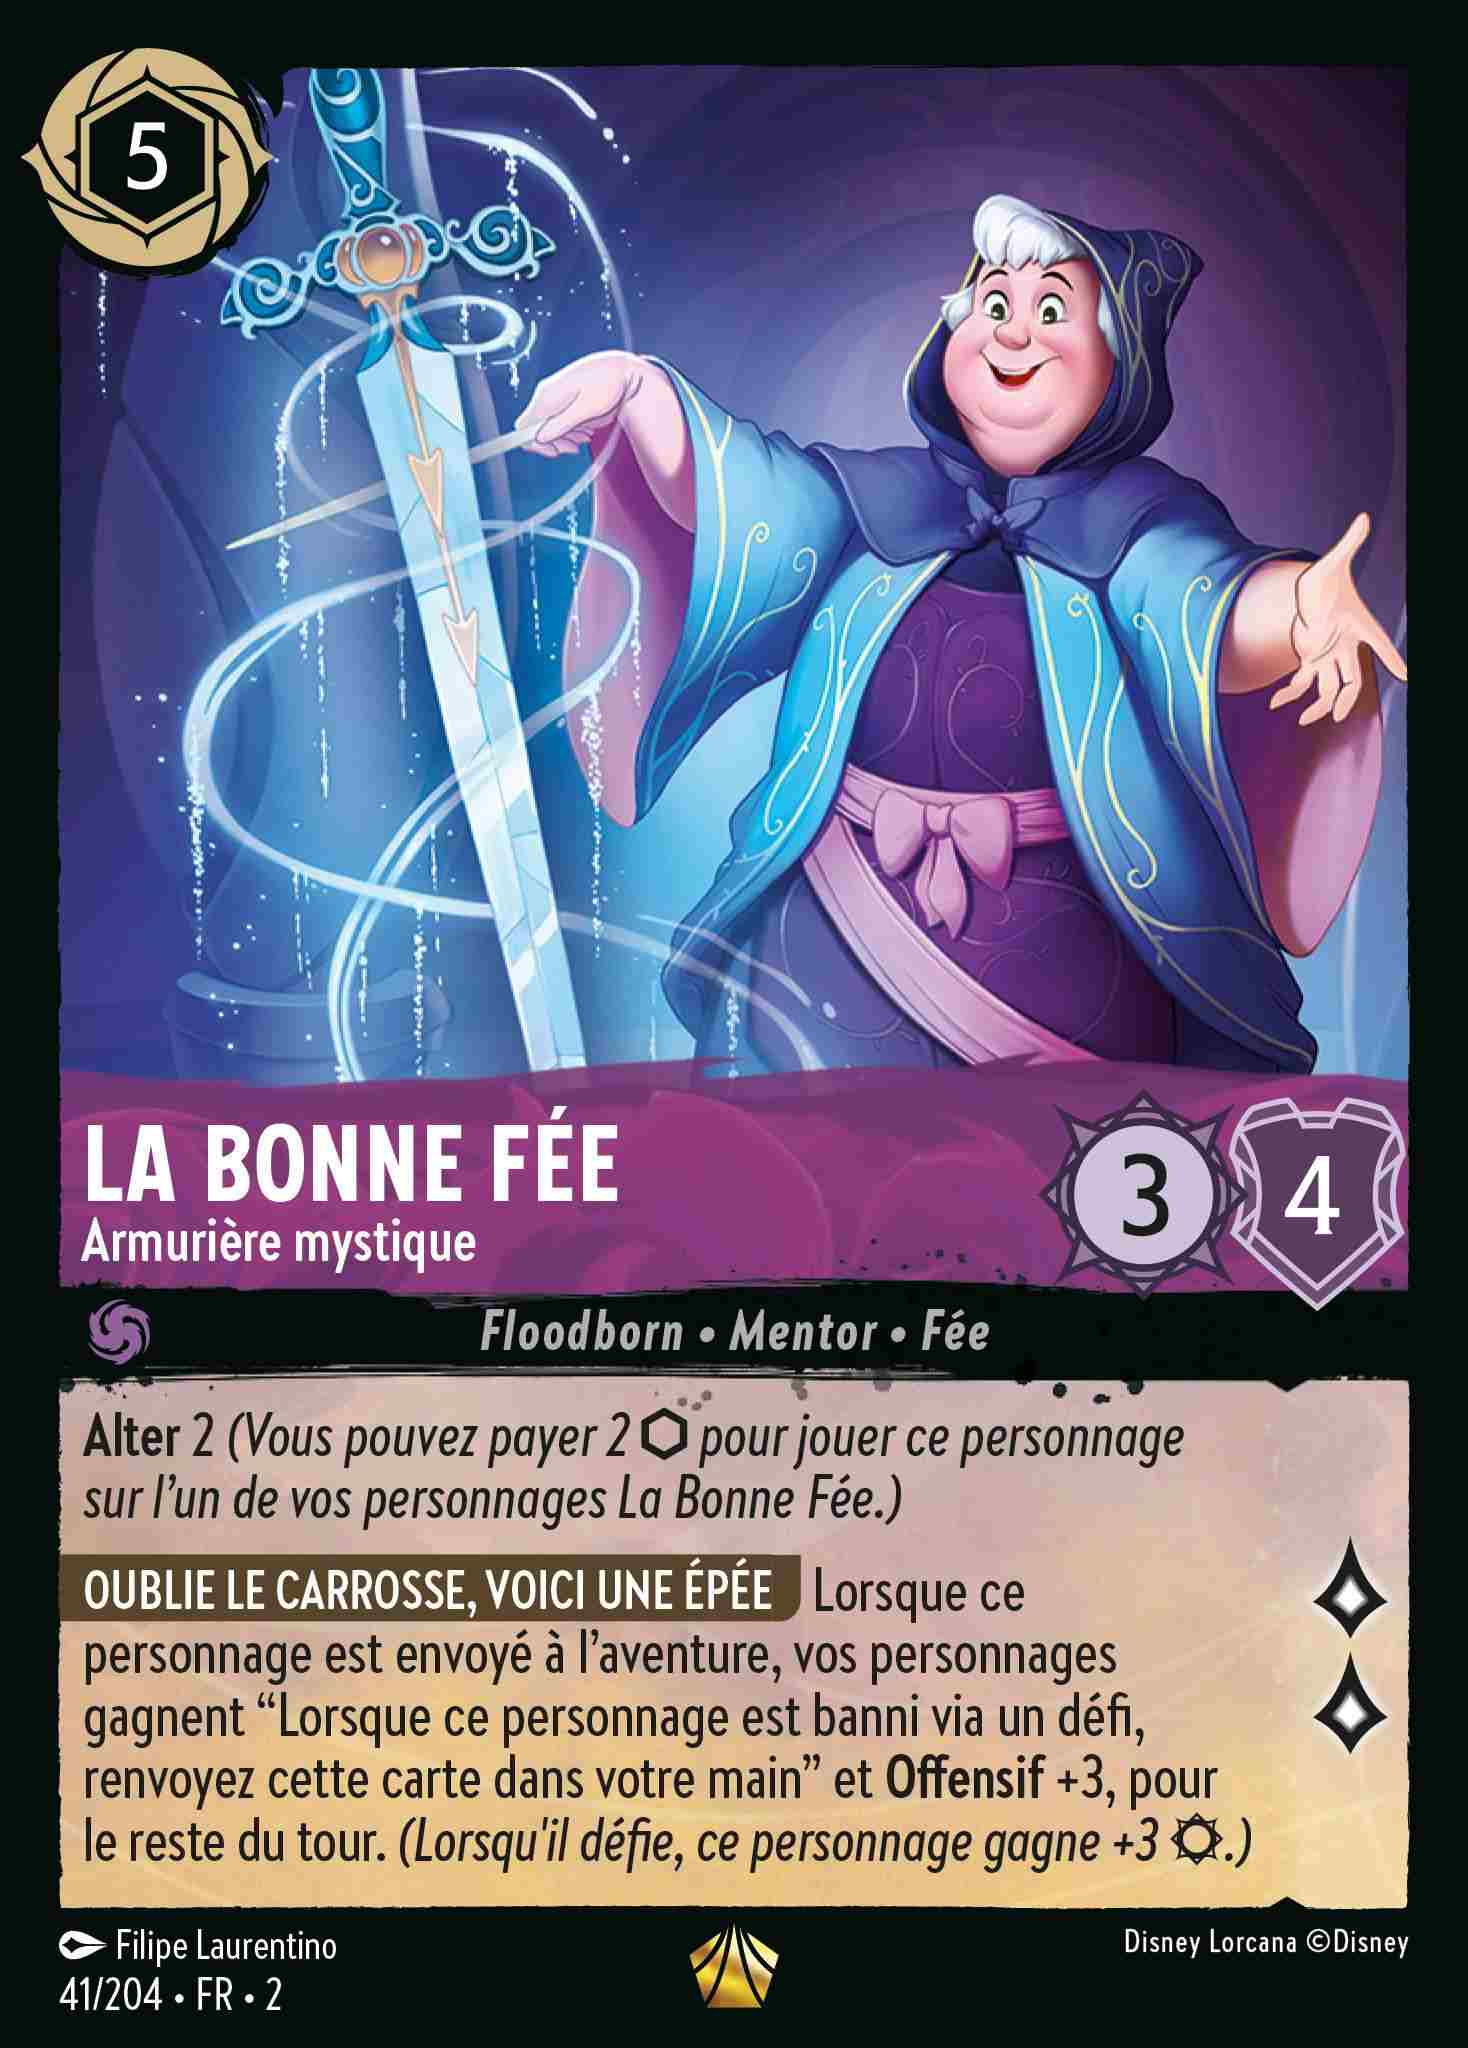 5
LA BONNE FÉE
Armurière mystique
3
4
Floodborn • Mentor • Fée
Alter 2 (Vous pouvez payer 2 ⬡ pour jouer ce personnage
sur l’un de vos personnages La Bonne Fée.)
OUBLIE LE CARROSSE, VOICI UNE ÉPÉE Lorsque ce
personnage est envoyé à l’aventure, vos personnages
gagnent “Lorsque ce personnage est banni via un défi,
renvoyez cette carte dans votre main” et Offensif +3, pour
le reste du tour. (Lorsqu'il défie, ce personnage gagne +3 ¤.)
Filipe Laurentino
Disney Lorcana ©Disney
41/204 • FR • 2